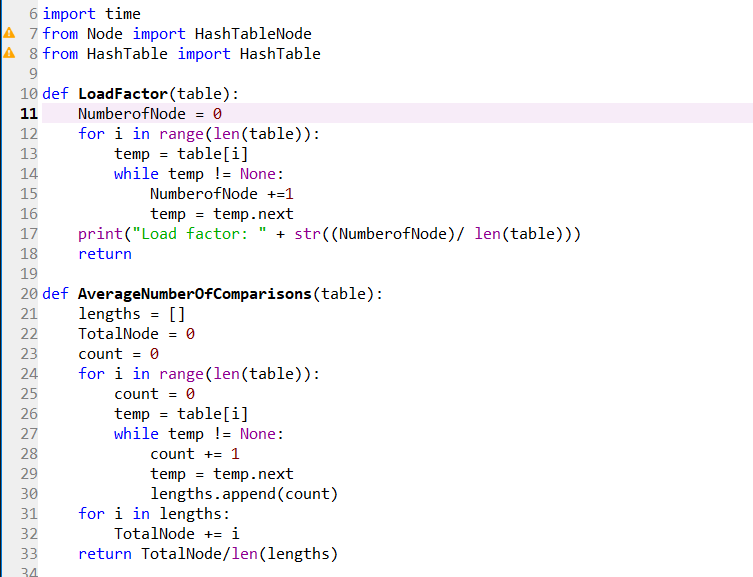 6 import time
7 from Node import HashTableNode
8 from HashTable import HashTable
9
10 def LoadFactor(table):
11     NumberofNode = 0
12     for i in range(len(table)):
13         temp = table[i]
14         while temp != None:
15             NumberofNode +=1
16             temp = temp.next
17     print("Load factor: " + str((NumberofNode)/ len(table)))
18     return
19
20 def AverageNumberOfComparisons(table):
21     lengths = []
22     TotalNode = 0
23     count = 0
24     for i in range(len(table)):
25         count = 0
26         temp = table[i]
27         while temp != None:
28             count += 1
29             temp = temp.next
30             lengths.append(count)
31     for i in lengths:
32         TotalNode += i
33     return TotalNode/len(lengths)
34